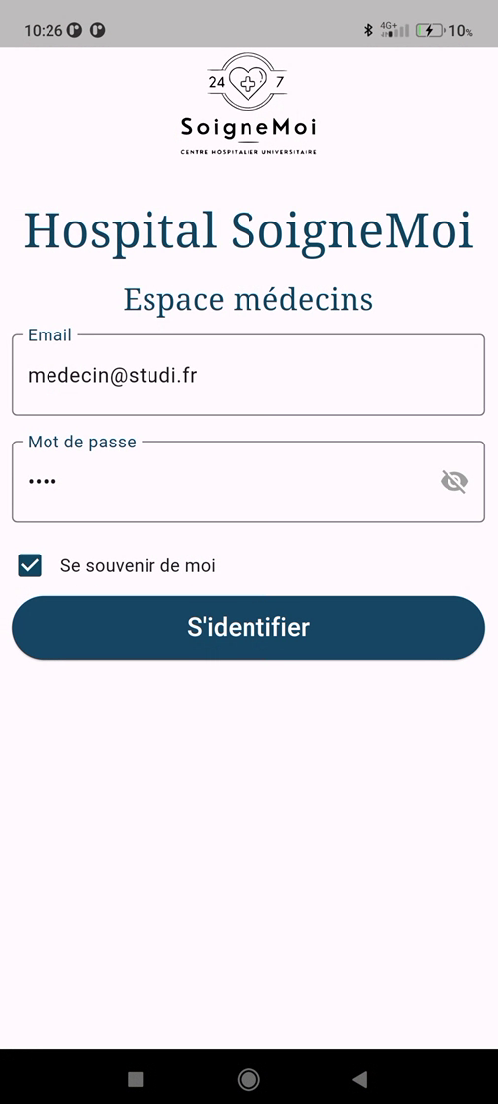 10:26 4G+ 10%
24 7
SoigneMoi
CENTRE HOSPITALIER UNIVERSITAIRE
Hospital SoigneMoi
Espace médecins
Email
medecin@studi.fr
Mot de passe
••••
Se souvenir de moi
S'identifier